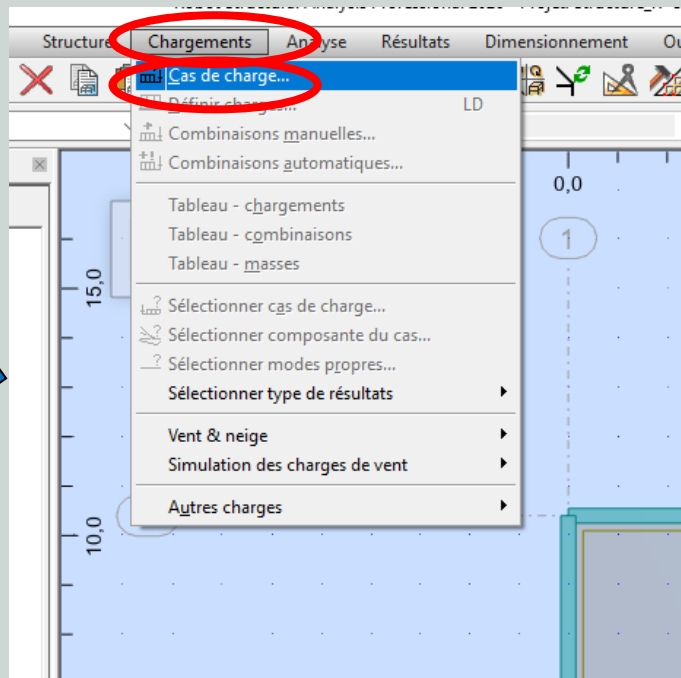 Structure Chargements Analyse Résultats Dimensionnement
Cas de charge...
Définir charges... LD
Combinaisons manuelles...
Combinaisons automatiques...
Tableau - chargements
Tableau - combinaisons
Tableau - masses
Sélectionner cas de charge...
Sélectionner composante du cas...
Sélectionner modes propres...
Sélectionner type de résultats
Vent & neige
Simulation des charges de vent
Autres charges
0,0
1
15,0
10,0